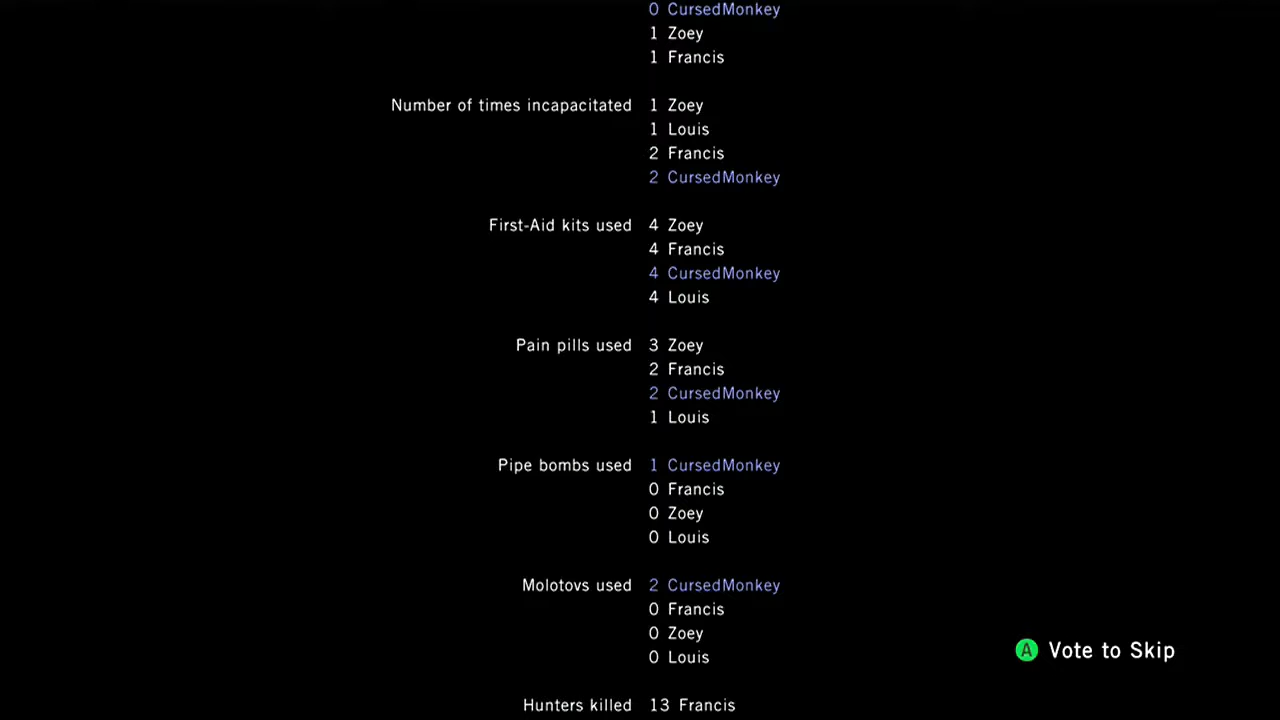 0 CursedMonkey
1 Zoey
1 Francis
Number of times incapacitated 1 Zoey
1 Louis
2 Francis
2 CursedMonkey
First-Aid kits used 4 Zoey
4 Francis
4 CursedMonkey
4 Louis
Pain pills used 3 Zoey
2 Francis
2 CursedMonkey
1 Louis
Pipe bombs used 1 CursedMonkey
0 Francis
0 Zoey
0 Louis
Molotovs used 2 CursedMonkey
0 Francis
0 Zoey
0 Louis
A Vote to Skip
Hunters killed 13 Francis